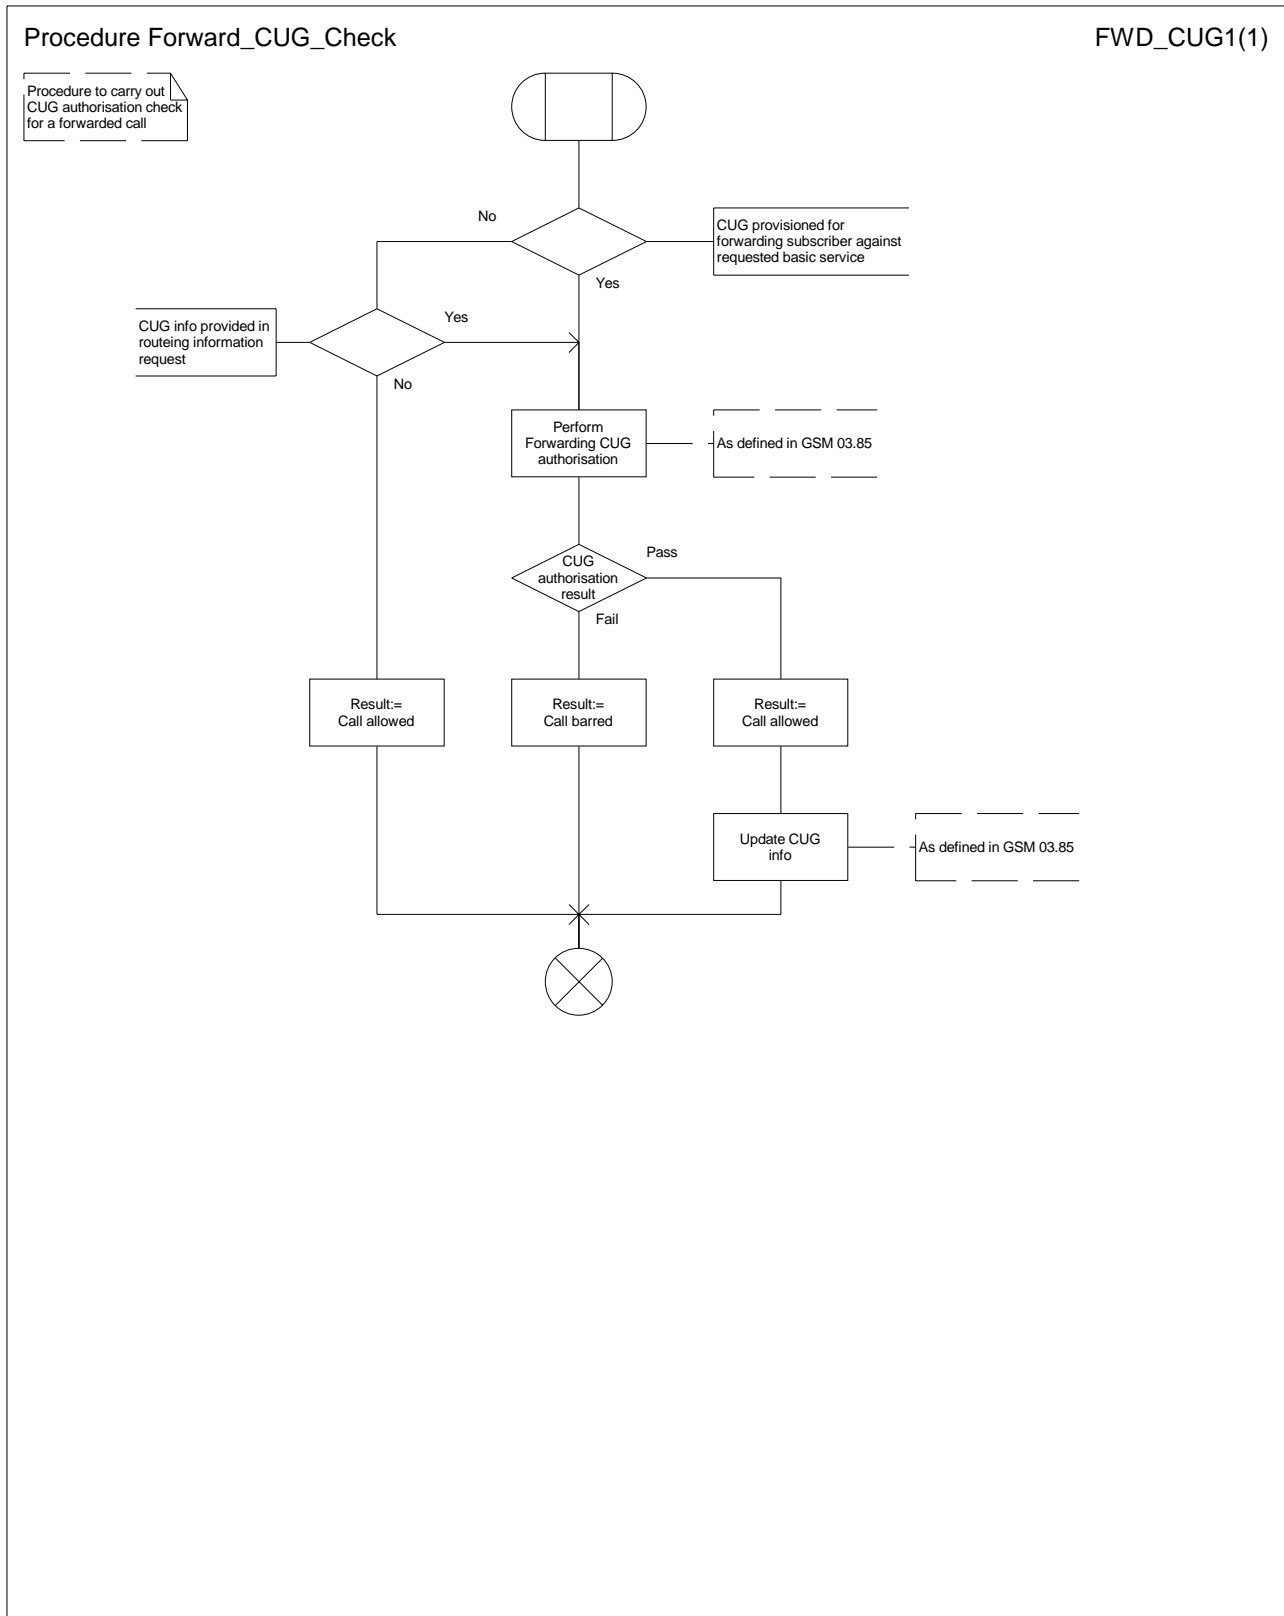 Procedure Forward_CUG_Check
FWD_CUG1(1)
Procedure to carry out
CUG authorisation check
for a forwarded call
No
CUG provisioned for
forwarding subscriber against
requested basic service
Yes
CUG info provided in
routeing information
request
Yes
No
Perform
Forwarding CUG
authorisation
As defined in GSM 03.85
CUG
authorisation
result
Pass
Fail
Result:=
Call allowed
Result:=
Call barred
Result:=
Call allowed
Update CUG
info
As defined in GSM 03.85